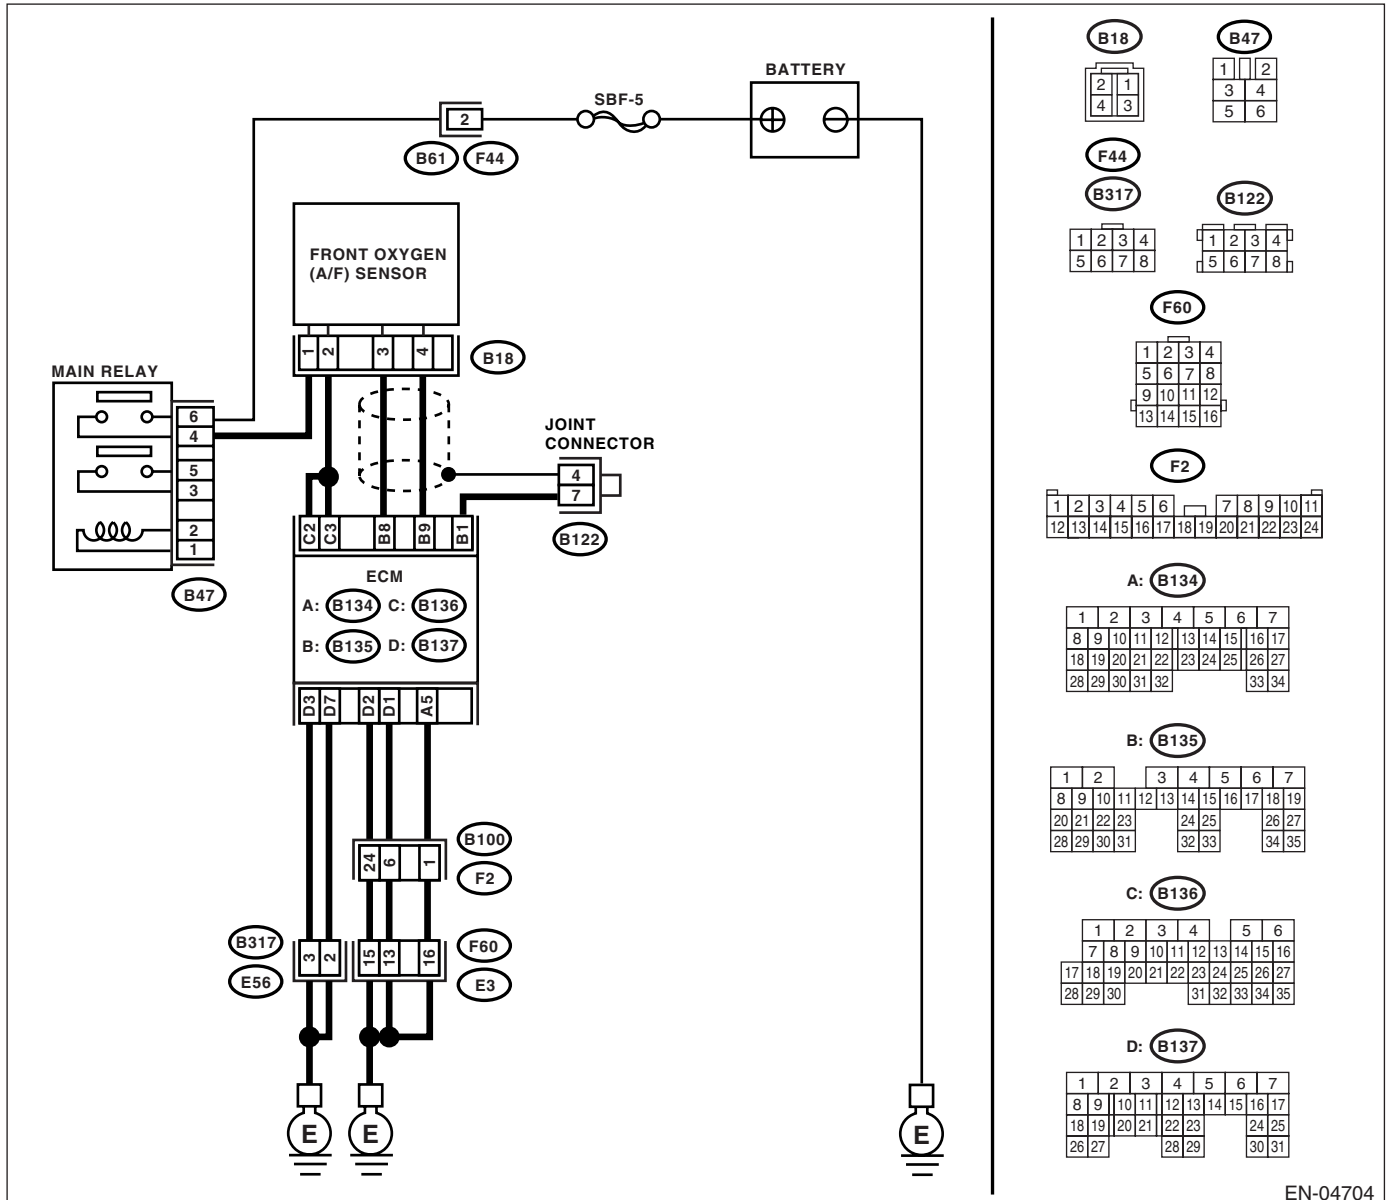 BATTERY
SBF-5
2
B61 F44
FRONT OXYGEN
(A/F) SENSOR
1 2 3 4
B18
MAIN RELAY
6
4
5
3
2
1
B47
JOINT
CONNECTOR
4
7
B122
C2 C3 B8 B9 B1
ECM
A: B134 C: B136
B: B135 D: B137
D3 D7 D2 D1 A5
B100
24 6 1
F2
B317
3 2
E56
F60
15 13 16
E3
E E E
B18
2 1
4 3
B47
1 2
3 4
5 6
F44
B317
1 2 3 4
5 6 7 8
B122
1 2 3 4
5 6 7 8
F60
1 2 3 4
5 6 7 8
9 10 11 12
13 14 15 16
F2
1 2 3 4 5 6 7 8 9 10 11
12 13 14 15 16 17 18 19 20 21 22 23 24
A: B134
1 2 3 4 5 6 7
8 9 10 11 12 13 14 15 16 17
18 19 20 21 22 23 24 25 26 27
28 29 30 31 32 33 34
B: B135
1 2 3 4 5 6 7
8 9 10 11 12 13 14 15 16 17 18 19
20 21 22 23 24 25 26 27
28 29 30 31 32 33 34 35
C: B136
1 2 3 4 5 6
7 8 9 10 11 12 13 14 15 16
17 18 19 20 21 22 23 24 25 26 27
28 29 30 31 32 33 34 35
D: B137
1 2 3 4 5 6 7
8 9 10 11 12 13 14 15 16 17
18 19 20 21 22 23 24 25
26 27 28 29 30 31
EN-04704